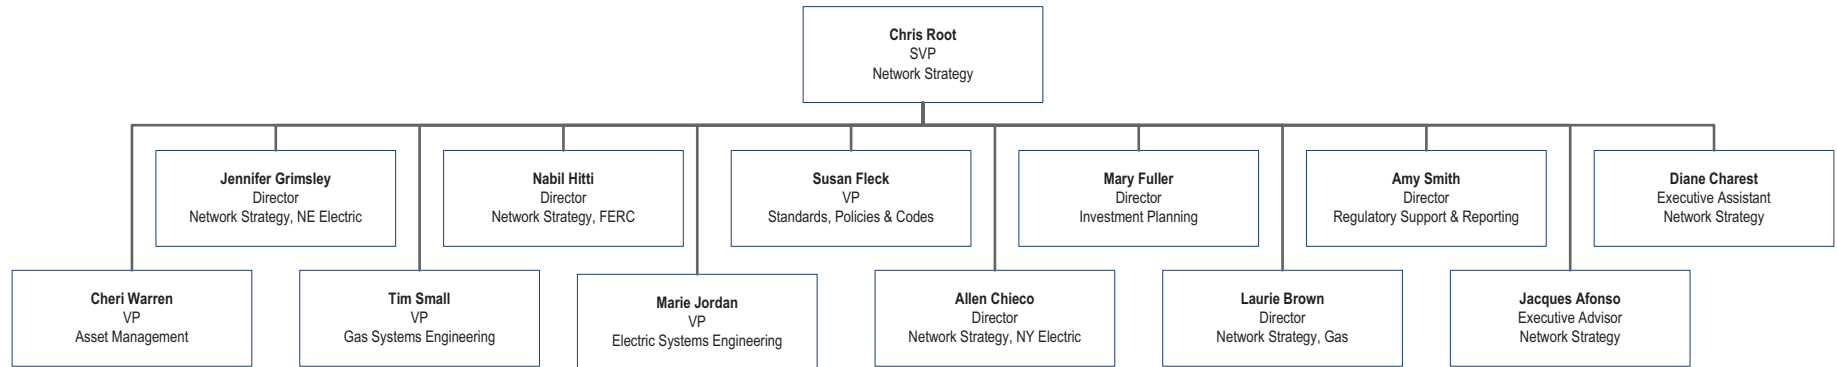 Chris Root
SVP
Network Strategy
Jennifer Grimsley
Director
Network Strategy, NE Electric
Nabil Hitti
Director
Network Strategy, FERC
Susan Fleck
VP
Standards, Policies & Codes
Mary Fuller
Director
Investment Planning
Amy Smith
Director
Regulatory Support & Reporting
Diane Charest
Executive Assistant
Network Strategy
Cheri Warren
VP
Asset Management
Tim Small
VP
Gas Systems Engineering
Marie Jordan
VP
Electric Systems Engineering
Allen Chieco
Director
Network Strategy, NY Electric
Laurie Brown
Director
Network Strategy, Gas
Jacques Afonso
Executive Advisor
Network Strategy